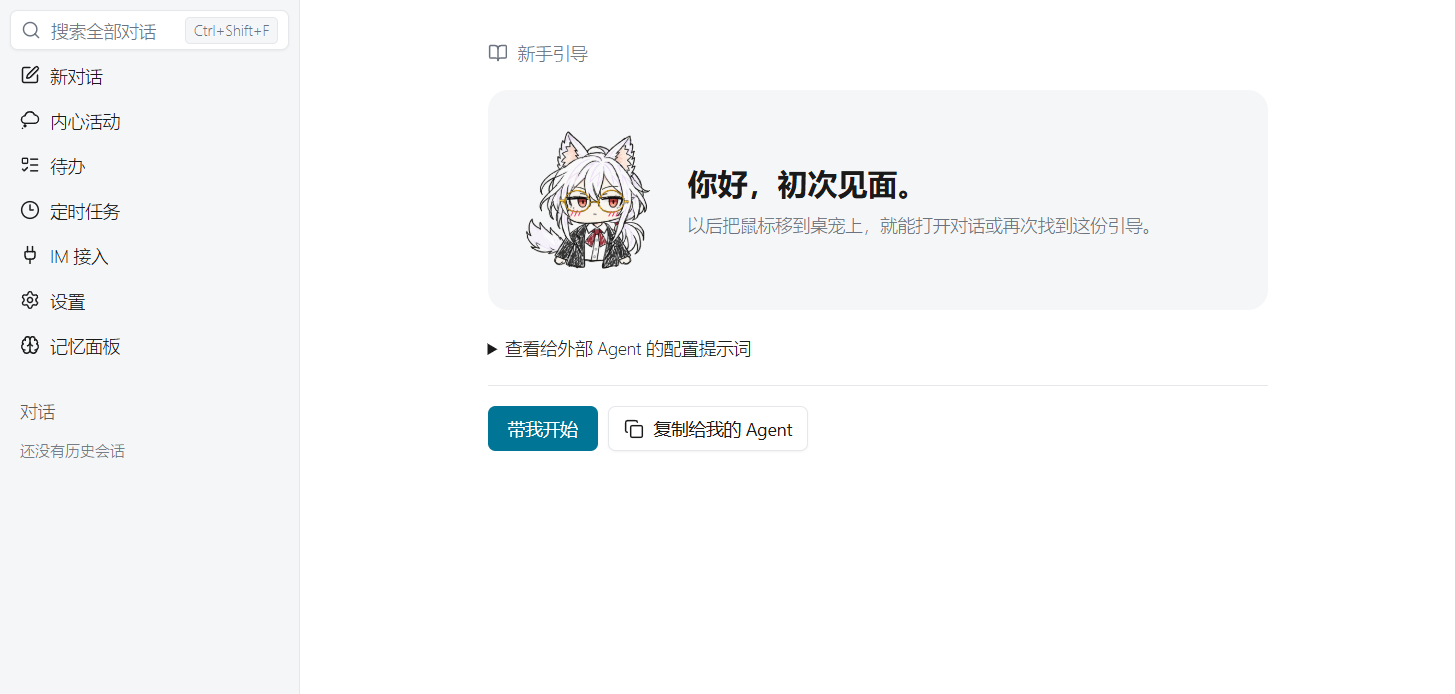 搜索全部对话 Ctrl+Shift+F
新对话
内心活动
待办
定时任务
IM 接入
设置
记忆面板
对话
还没有历史会话
新手引导
你好，初次见面。
以后把鼠标移到桌宠上，就能打开对话或再次找到这份引导。
查看给外部 Agent 的配置提示词
带我开始
复制给我的 Agent